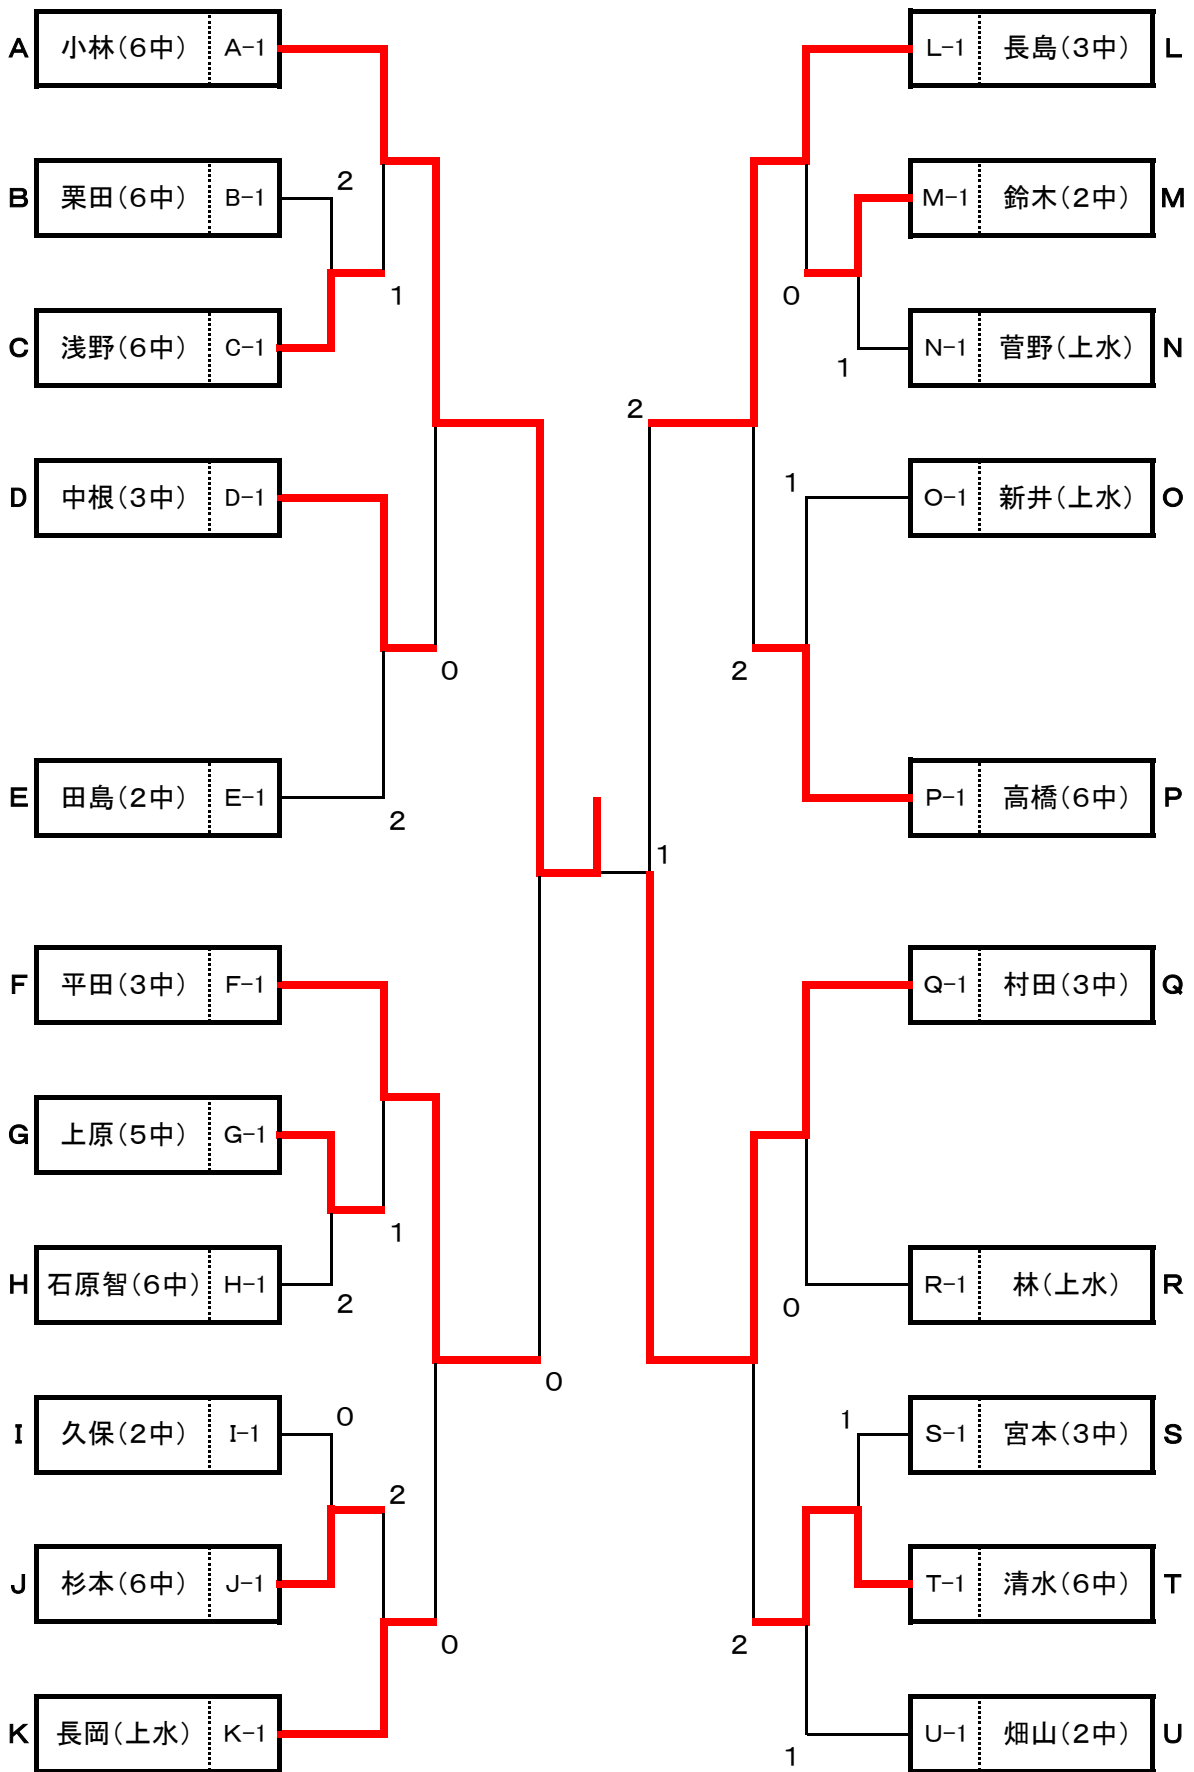 A 小林（6中） A-1 L-1 長島（3中） L
B 栗田（6中） B-1 2 M-1 鈴木（2中） M
1 0
C 浅野（6中） C-1 N-1 菅野（上水） N
1
2
D 中根（3中） D-1 1 O-1 新井（上水） O
0 2
E 田島（2中） E-1 2 P-1 高橋（6中） P
1
F 平田（3中） F-1 Q-1 村田（3中） Q
G 上原（5中） G-1
1
H 石原智（6中） H-1 2 0 R-1 林（上水） R
0
I 久保（2中） I-1 0 1 S-1 宮本（3中） S
2
J 杉本（6中） J-1 T-1 清水（6中） T
0 2
K 長岡（上水） K-1 1 U-1 畑山（2中） U